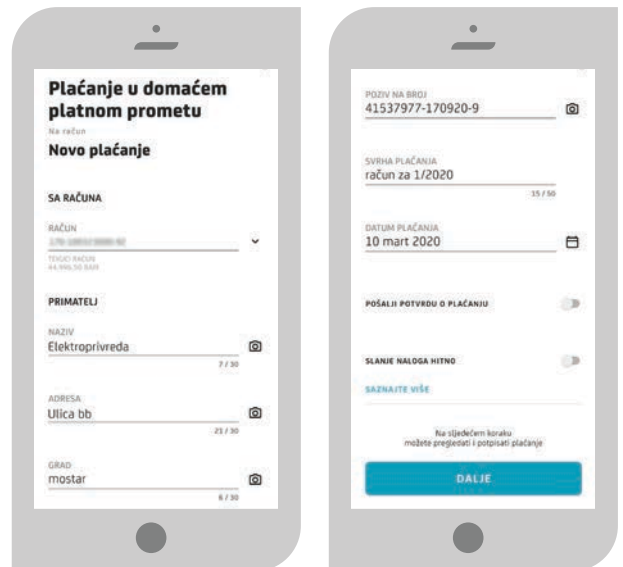 Plaćanje u domaćem
platnom prometu
Na račun
Novo plaćanje
SA RAČUNA
RAČUN
TEKUĆI RAČUN
PRIMATELJ
NAZIV
Elektroprivreda
7 / 30
ADRESA
Ulica bb
21 / 30
GRAD
mostar
6 / 30
POZIV NA BROJ
41537977-170920-9
SVRHA PLAĆANJA
račun za 1/2020
15 / 50
DATUM PLAĆANJA
10 mart 2020
POŠALJI POTVRDU O PLAĆANJU
SLANJE NALOGA HITNO
SAZNAJTE VIŠE
Na sljedećem koraku
možete pregledati i potpisati plaćanje
DALJE